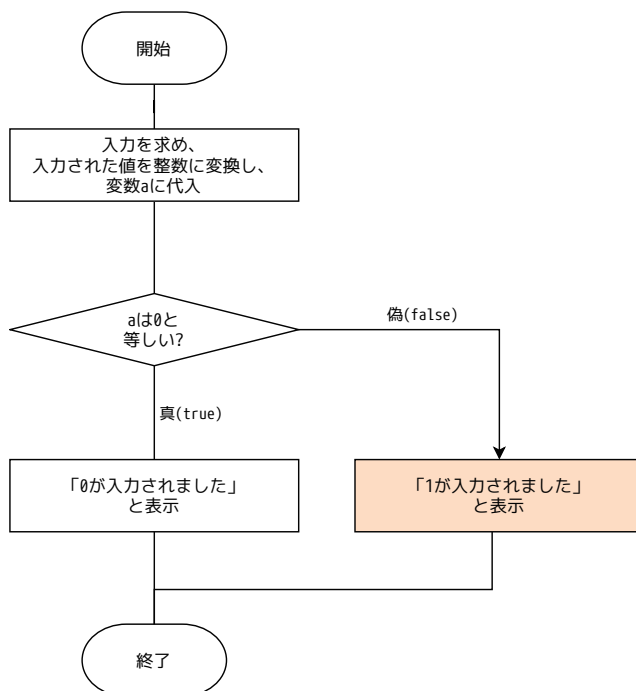 開始
入力を求め、
入力された値を整数に変換し、
変数aに代入
aは0と
等しい?
偽(false)
真(true)
「0が入力されました」
と表示
「1が入力されました」
と表示
終了